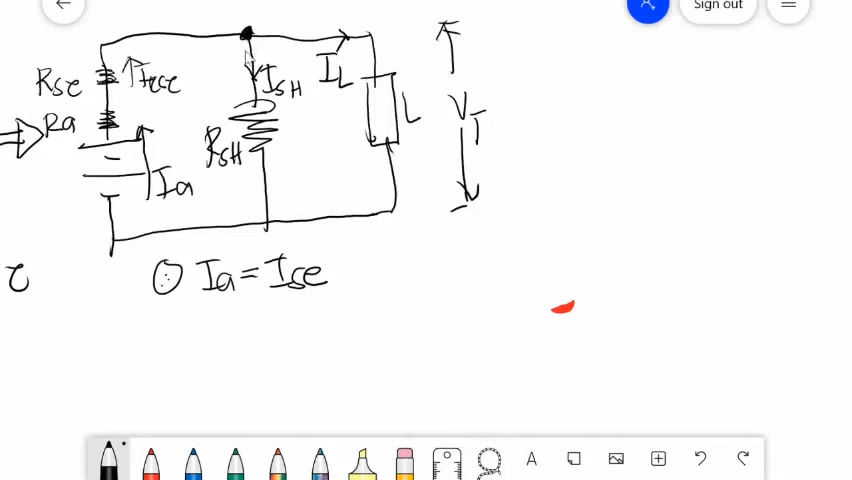 Sign out
Rse
Ra
Ise
ISH
IL
RSH
L
VT
Ia
Ia = Ise
A